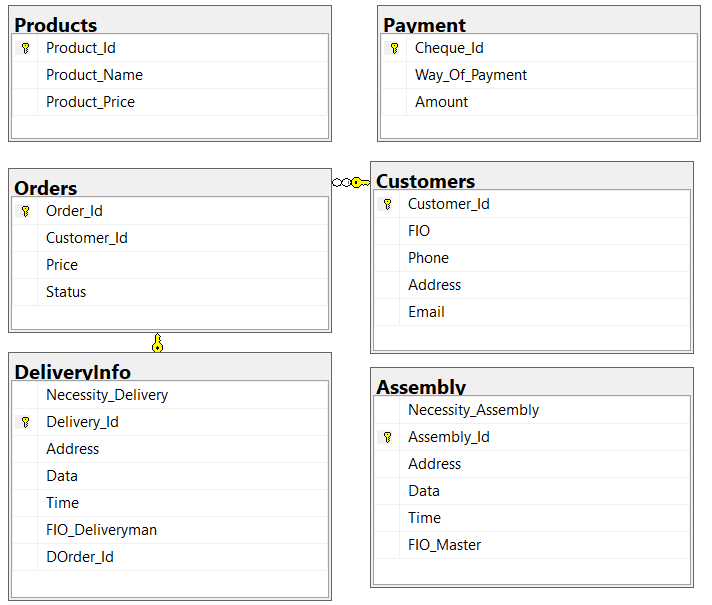 Products
Product_Id
Product_Name
Product_Price
Payment
Cheque_Id
Way_Of_Payment
Amount
Orders
Order_Id
Customer_Id
Price
Status
Customers
Customer_Id
FIO
Phone
Address
Email
DeliveryInfo
Necessity_Delivery
Delivery_Id
Address
Data
Time
FIO_Deliveryman
DOrder_Id
Assembly
Necessity_Assembly
Assembly_Id
Address
Data
Time
FIO_Master